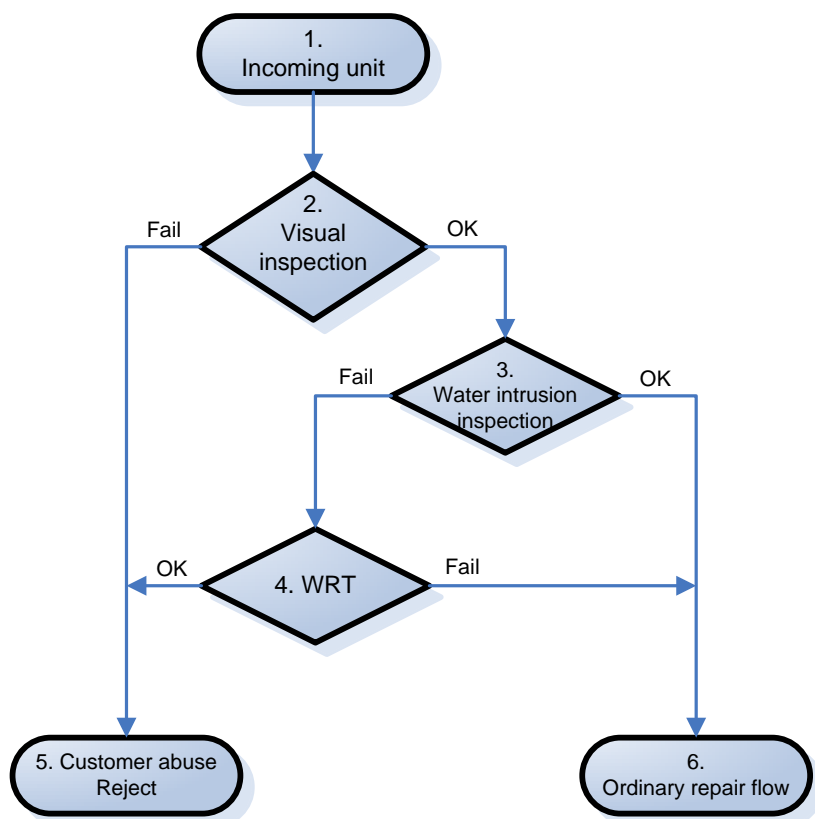 1.
Incoming unit
2.
Visual
inspection
Fail
OK
3.
Water intrusion
inspection
Fail
OK
4. WRT
OK
Fail
5. Customer abuse
Reject
6.
Ordinary repair flow